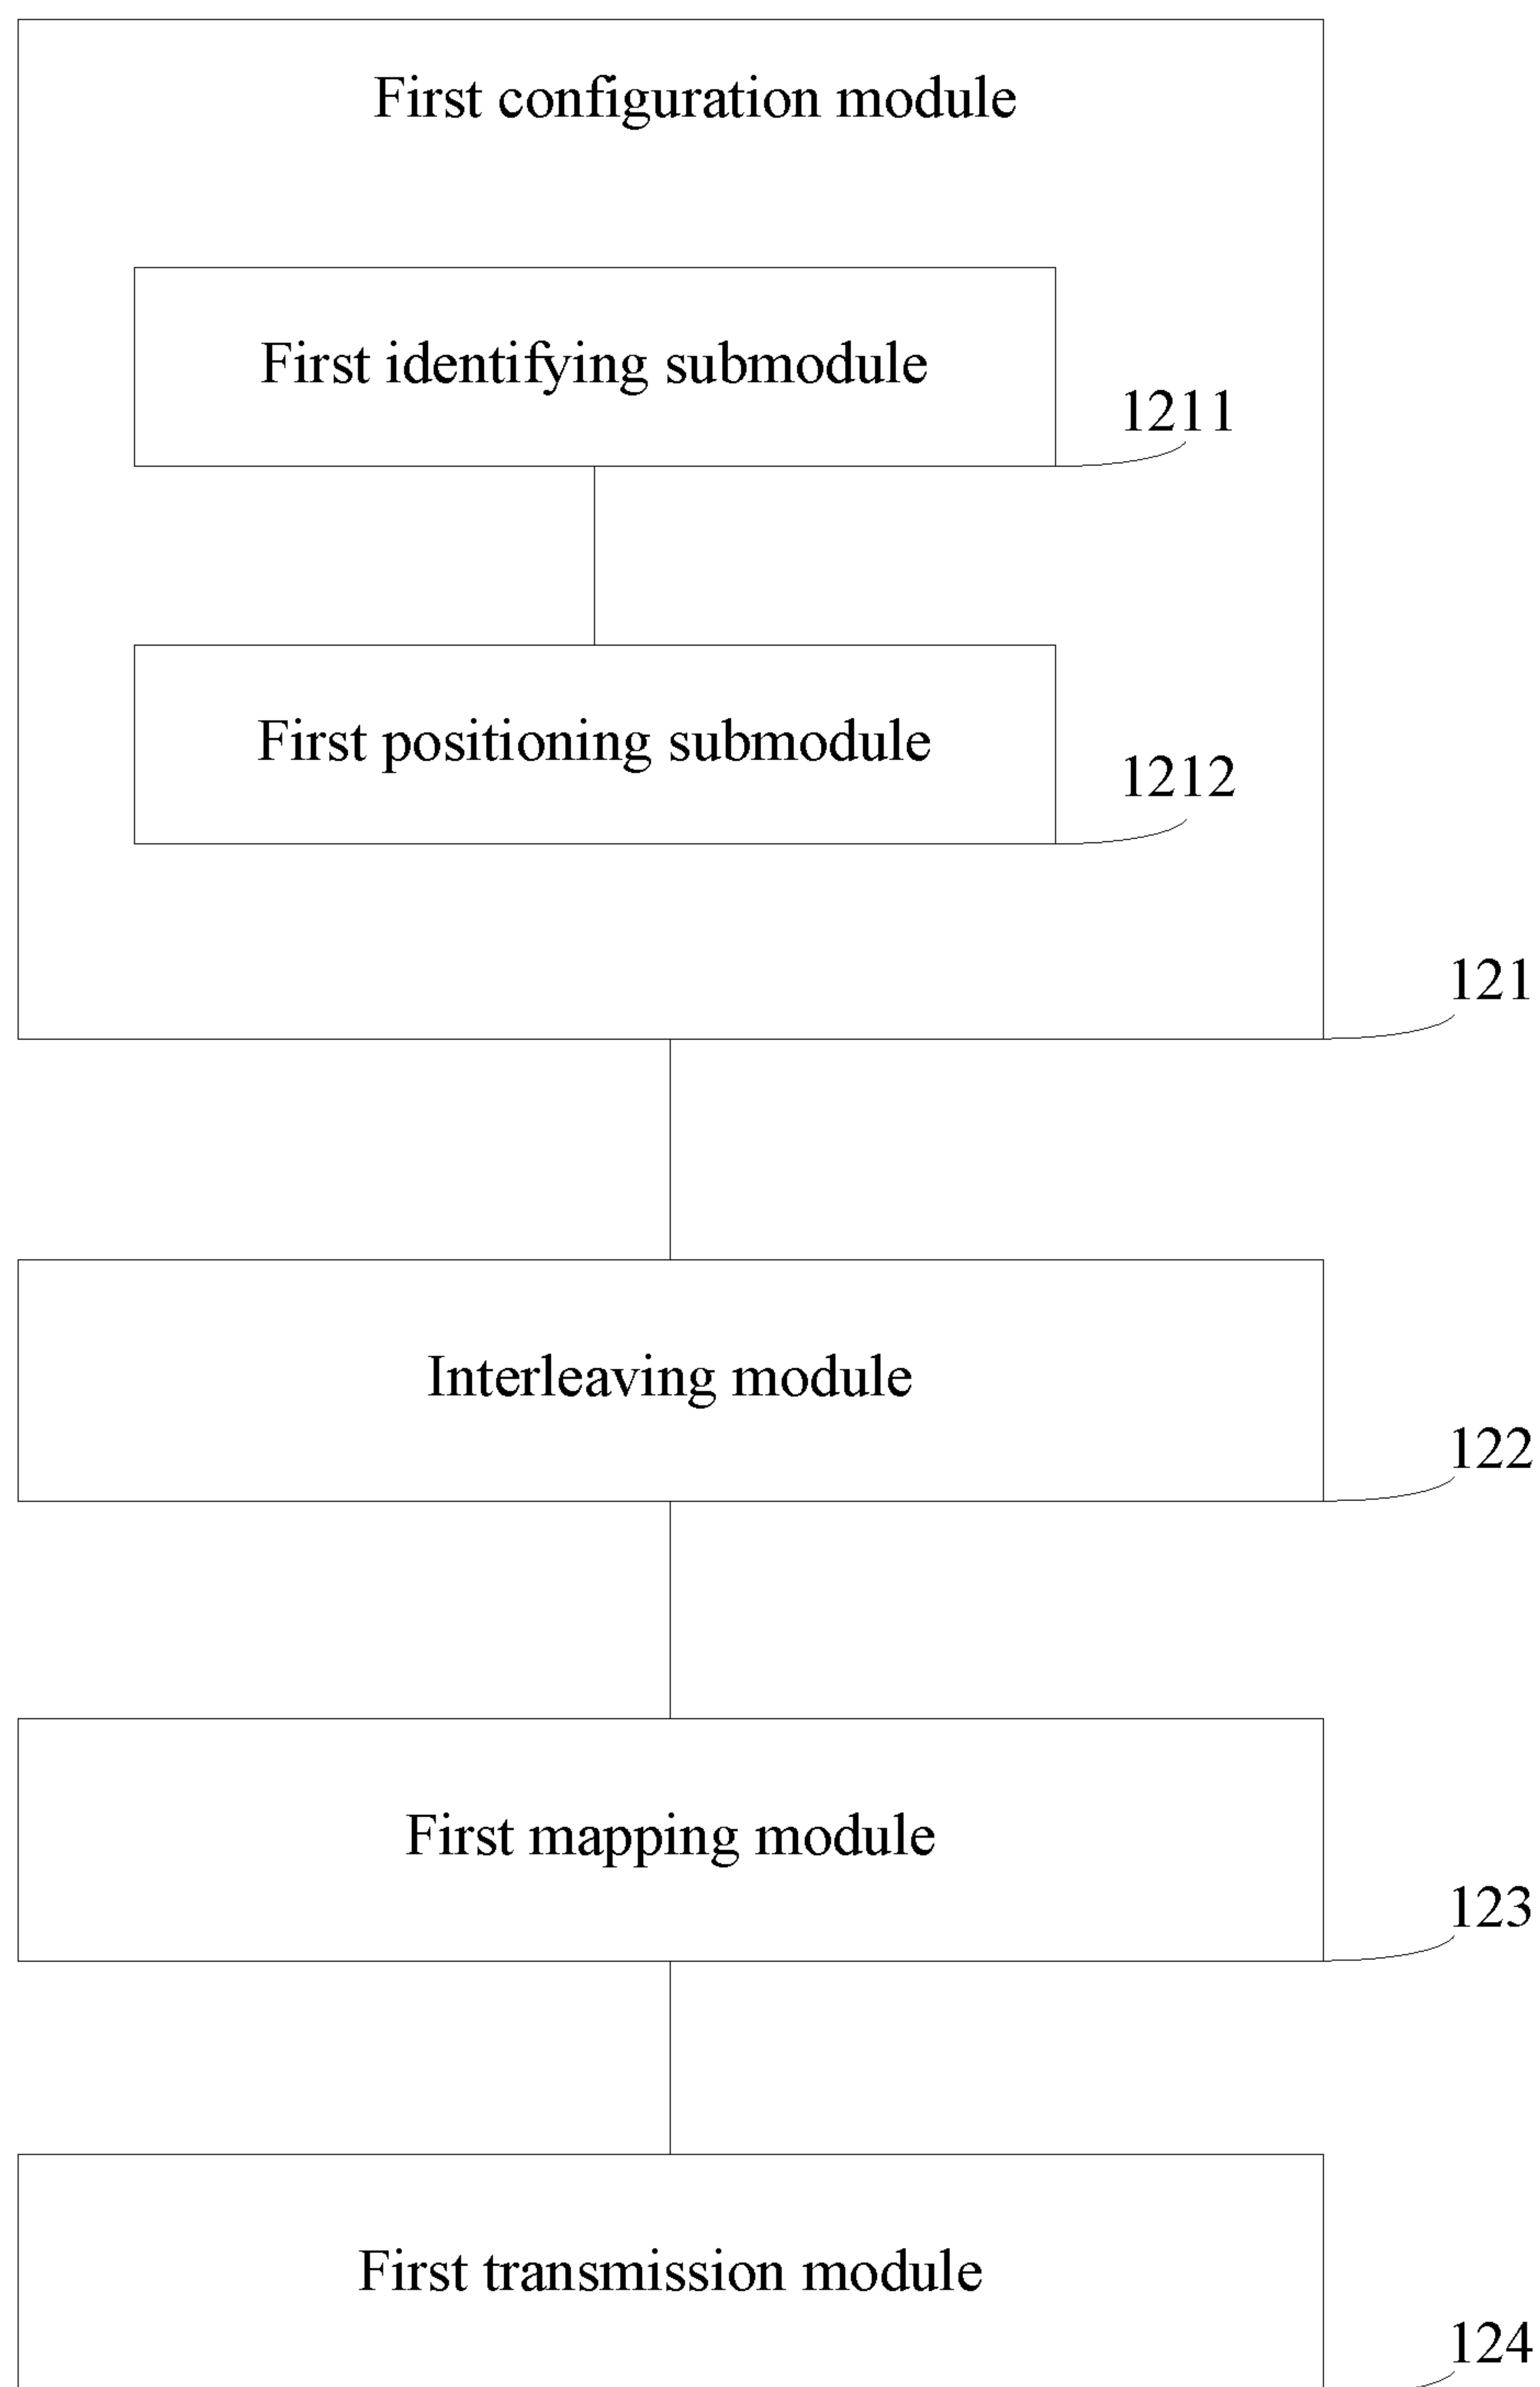 First configuration module
First identifying submodule
1211
First positioning submodule
1212
121
Interleaving module
122
First mapping module
123
First transmission module
124